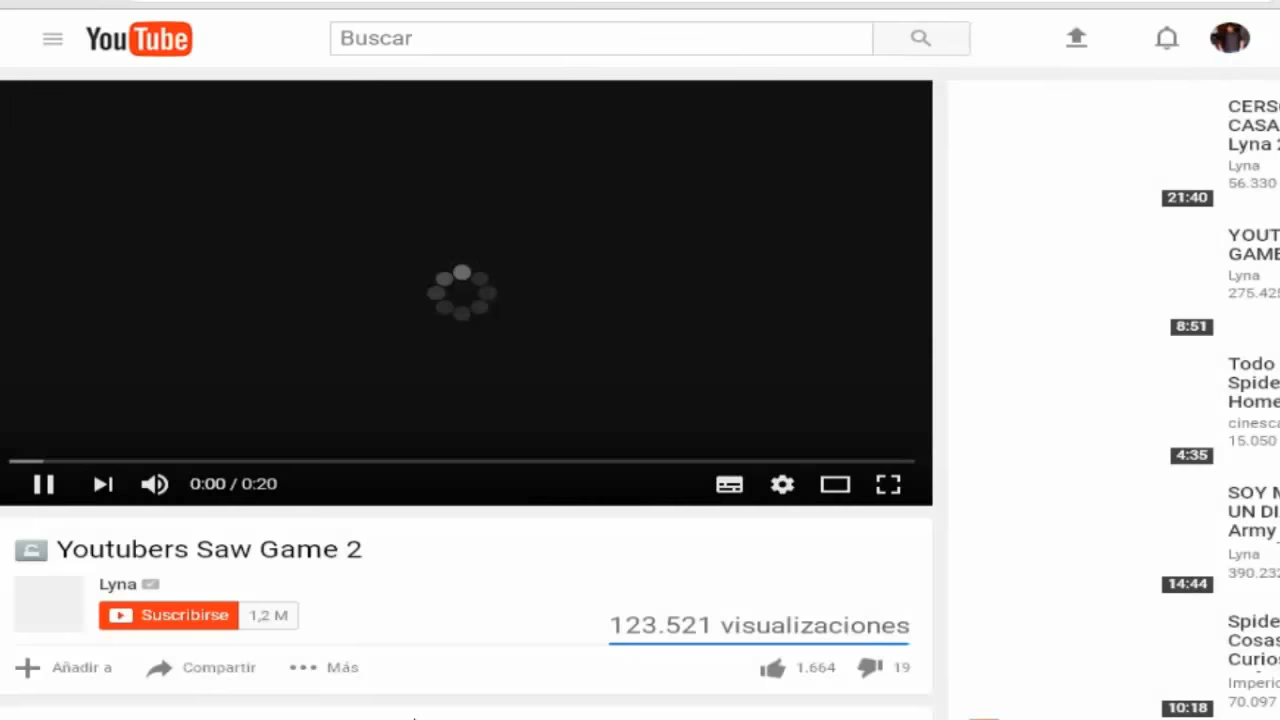 YouTube
Buscar
0:00 / 0:20
Youtubers Saw Game 2
Lyna
Suscribirse 1,2 M
123.521 visualizaciones
Añadir a Compartir Más
1.664 19
21:40
CERS
CASA
Lyna 2
Lyna
56.330
8:51
YOUT
GAME
Lyna
275.425
4:35
Todo
Spide
Home
cinesca
15.050
14:44
SOY M
UN DI
Army
Lyna
390.232
10:18
Spide
Cosas
Curio
Imperio
70.097